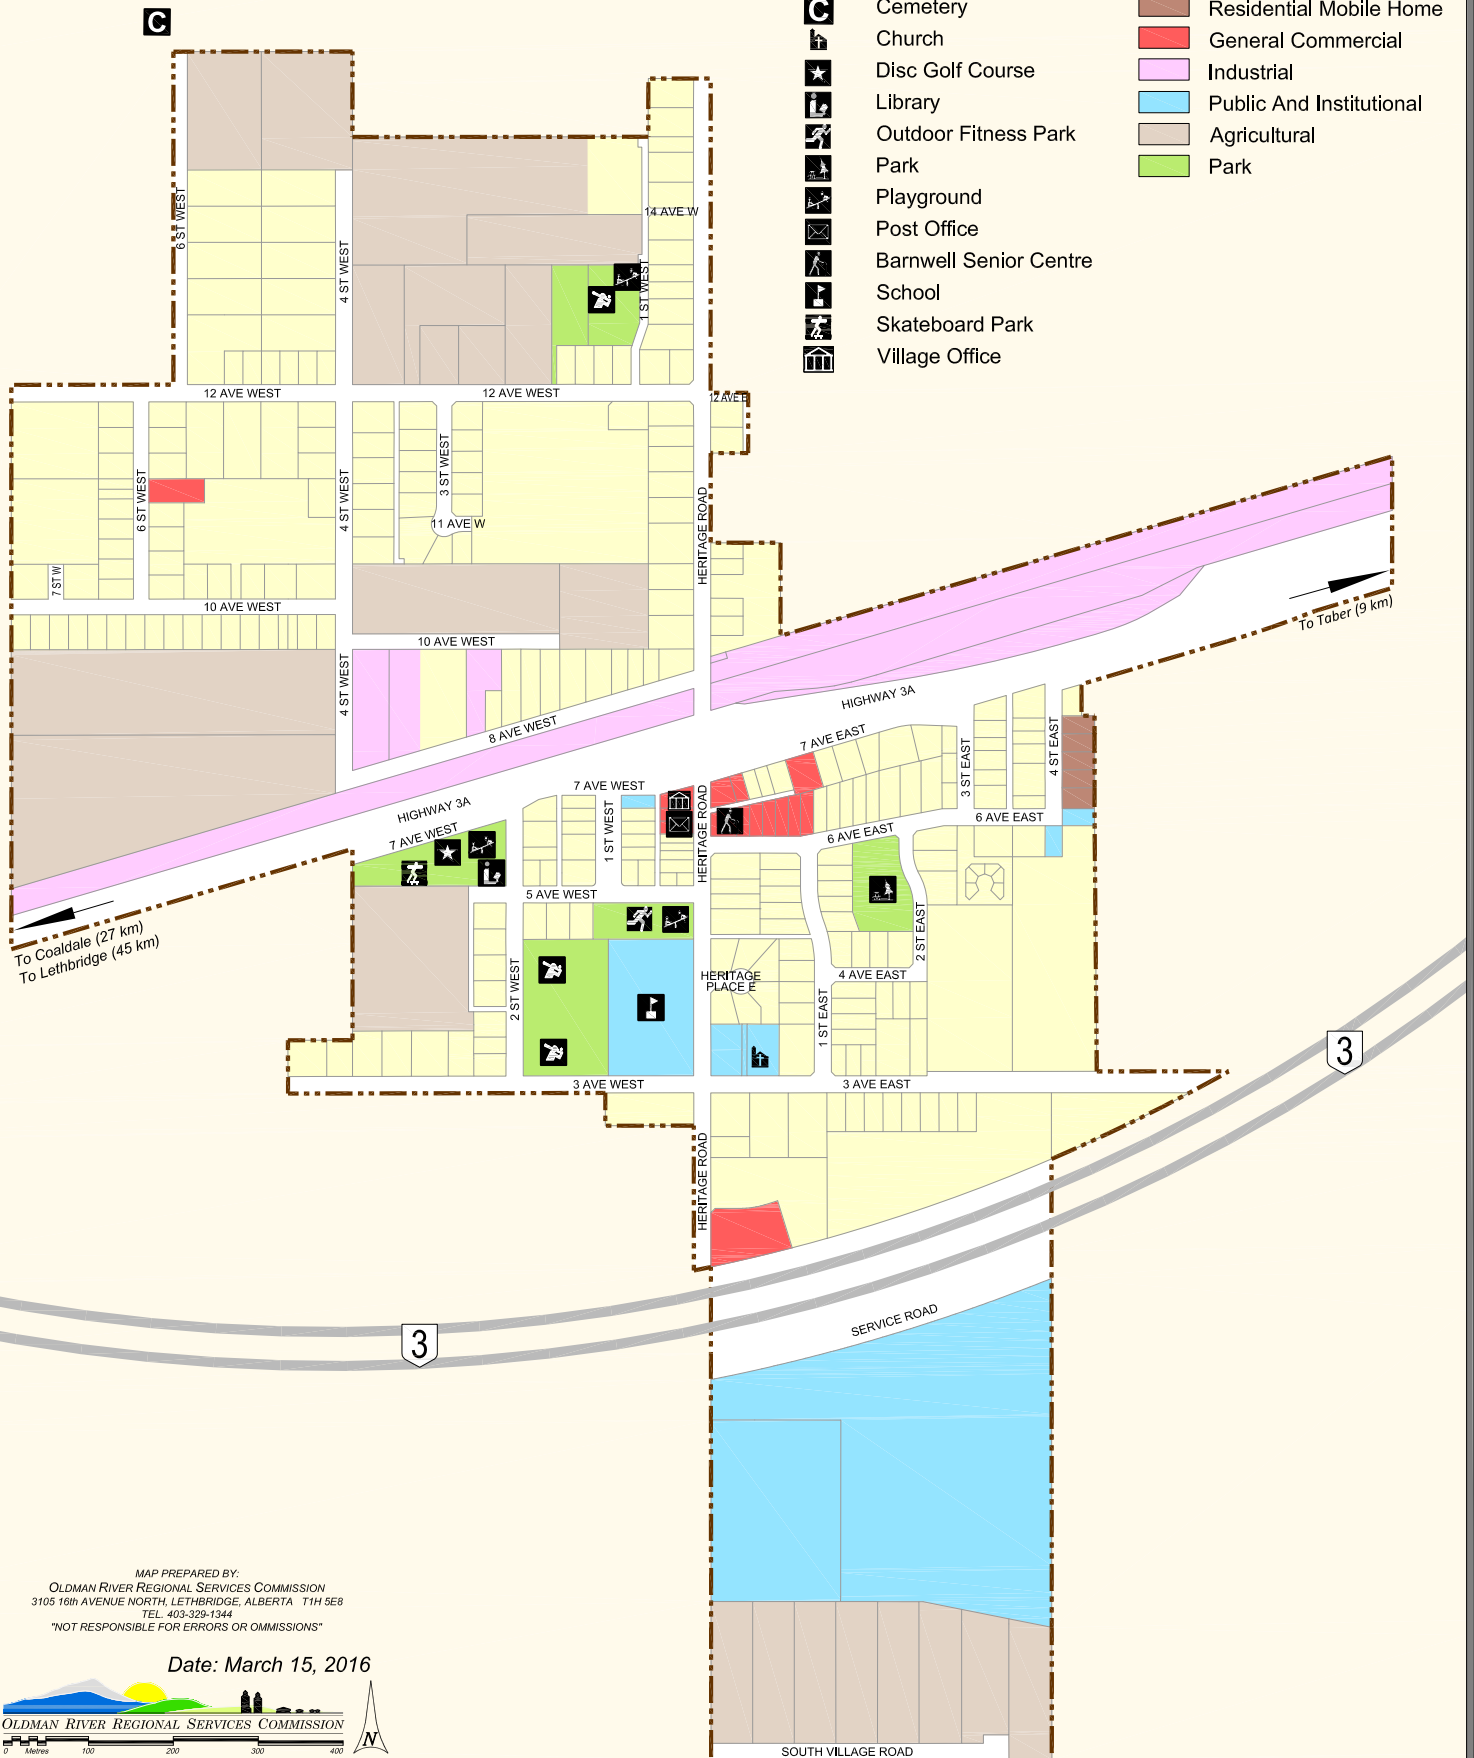 C
C Cemetery
Church
Disc Golf Course
Library
Outdoor Fitness Park
Park
Playground
Post Office
Barnwell Senior Centre
School
Skateboard Park
Village Office
Residential Mobile Home
General Commercial
Industrial
Public And Institutional
Agricultural
Park
6 ST WEST
4 ST WEST
14 AVE W
1 ST WEST
12 AVE WEST
12 AVE WEST
12 AVE E
6 ST WEST
4 ST WEST
3 ST WEST
11 AVE W
HERITAGE ROAD
7 ST W
10 AVE WEST
10 AVE WEST
4 ST WEST
8 AVE WEST
To Taber (9 km)
HIGHWAY 3A
7 AVE EAST
3 ST EAST
4 ST EAST
7 AVE WEST
HIGHWAY 3A
7 AVE WEST
1 ST WEST
HERITAGE ROAD
6 AVE EAST
6 AVE EAST
5 AVE WEST
To Coaldale (27 km)
To Lethbridge (45 km)
2 ST WEST
HERITAGE
PLACE E
4 AVE EAST
2 ST EAST
1 ST EAST
3 AVE WEST
3 AVE EAST
3
HERITAGE ROAD
SERVICE ROAD
3
MAP PREPARED BY:
OLDMAN RIVER REGIONAL SERVICES COMMISSION
3105 16th AVENUE NORTH, LETHBRIDGE, ALBERTA T1H 5E8
TEL. 403-329-1344
"NOT RESPONSIBLE FOR ERRORS OR OMMISSIONS"
Date: March 15, 2016
OLDMAN RIVER REGIONAL SERVICES COMMISSION
N
0 Metres 100 200 300 400
SOUTH VILLAGE ROAD